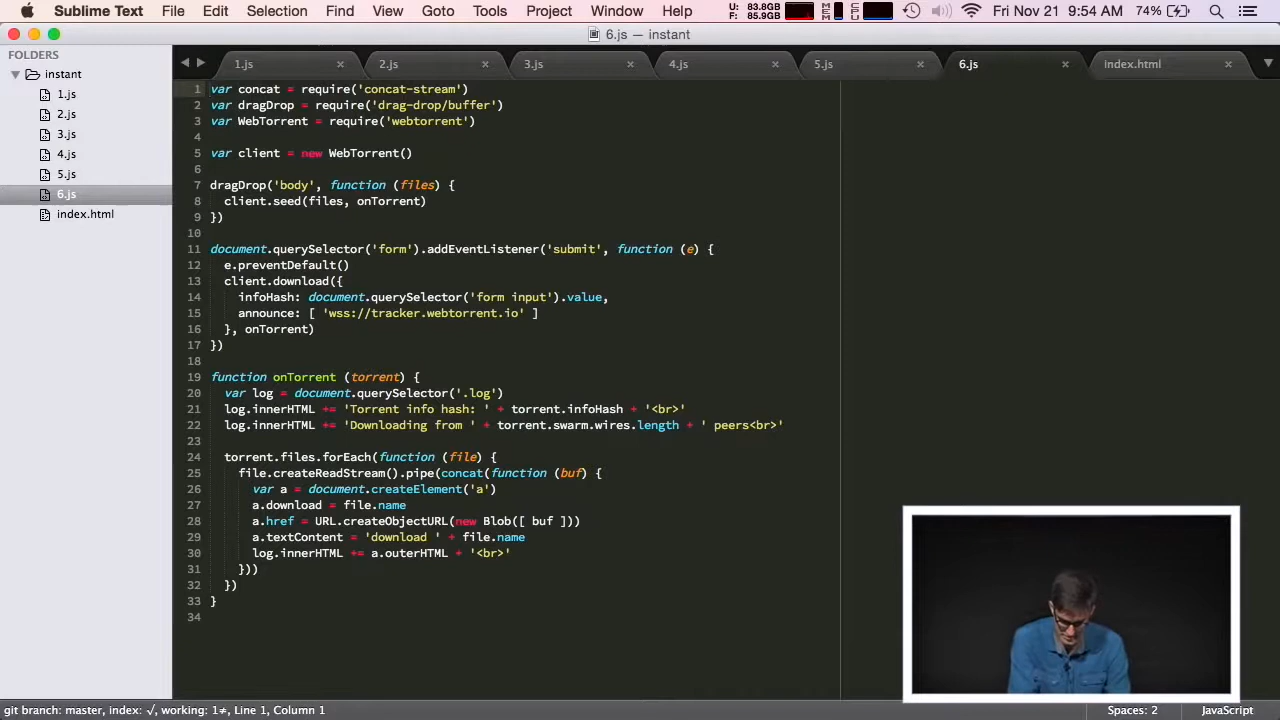 Sublime Text File Edit Selection Find View Goto Tools Project Window Help U: 83.8GB F: 85.9GB MEM CPU Fri Nov 21 9:54 AM 74%
6.js — instant
FOLDERS
instant
1.js
2.js
3.js
4.js
5.js
6.js
index.html
1.js 2.js 3.js 4.js 5.js 6.js index.html
1 var concat = require('concat-stream')
2 var dragDrop = require('drag-drop/buffer')
3 var WebTorrent = require('webtorrent')
4
5 var client = new WebTorrent()
6
7 dragDrop('body', function (files) {
8 client.seed(files, onTorrent)
9 })
10
11 document.querySelector('form').addEventListener('submit', function (e) {
12 e.preventDefault()
13 client.download({
14 infoHash: document.querySelector('form input').value,
15 announce: [ 'wss://tracker.webtorrent.io' ]
16 }, onTorrent)
17 })
18
19 function onTorrent (torrent) {
20 var log = document.querySelector('.log')
21 log.innerHTML += 'Torrent info hash: ' + torrent.infoHash + '<br>'
22 log.innerHTML += 'Downloading from ' + torrent.swarm.wires.length + ' peers<br>'
23
24 torrent.files.forEach(function (file) {
25 file.createReadStream().pipe(concat(function (buf) {
26 var a = document.createElement('a')
27 a.download = file.name
28 a.href = URL.createObjectURL(new Blob([ buf ]))
29 a.textContent = 'download ' + file.name
30 log.innerHTML += a.outerHTML + '<br>'
31 }))
32 })
33 }
34
git branch: master, index: √, working: 1≠, Line 1, Column 1 Spaces: 2 JavaScript